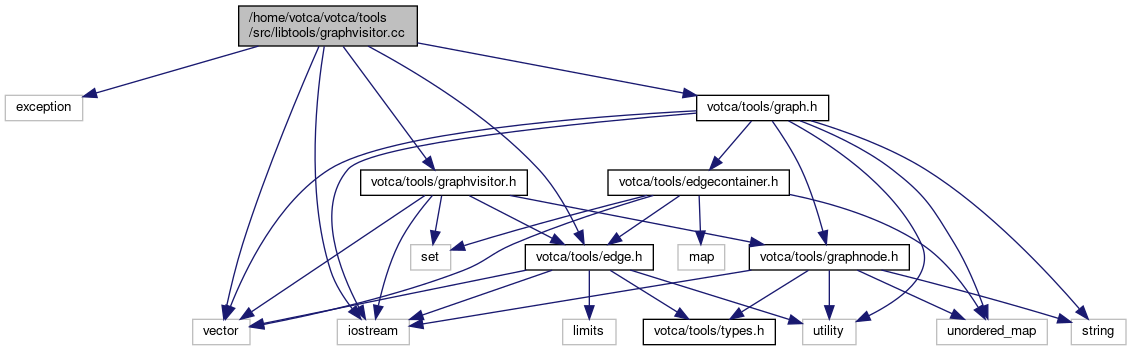 /home/votca/votca/tools
/src/libtools/graphvisitor.cc
exception
votca/tools/graph.h
votca/tools/graphvisitor.h
votca/tools/edgecontainer.h
set
votca/tools/edge.h
map
votca/tools/graphnode.h
vector
iostream
limits
votca/tools/types.h
utility
unordered_map
string